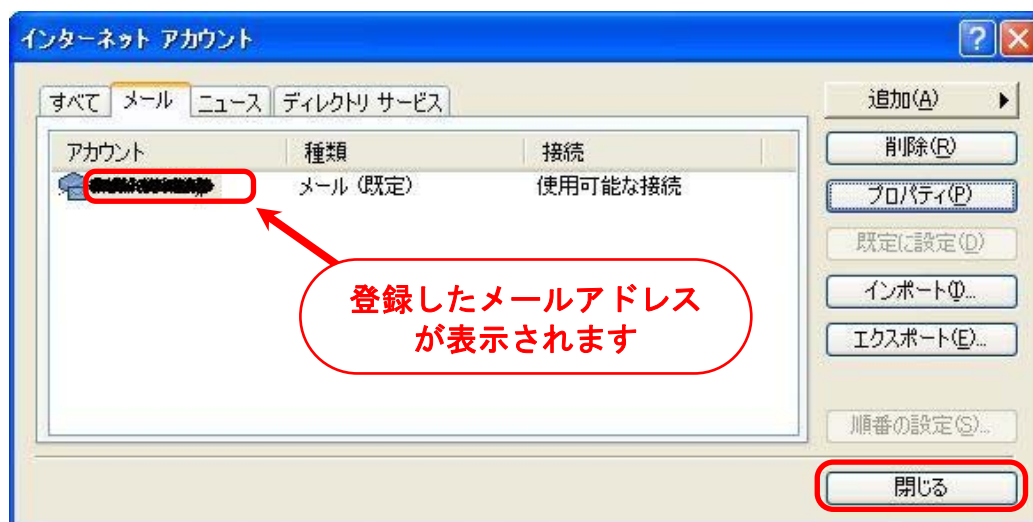 インターネット アカウント
すべて メール ニュース ディレクトリ サービス
アカウント 種類 接続
メール (既定) 使用可能な接続
登録したメールアドレス
が表示されます
追加(A)
削除(R)
プロパティ(P)
既定に設定(D)
インポート(I)...
エクスポート(E)...
順番の設定(S)...
閉じる